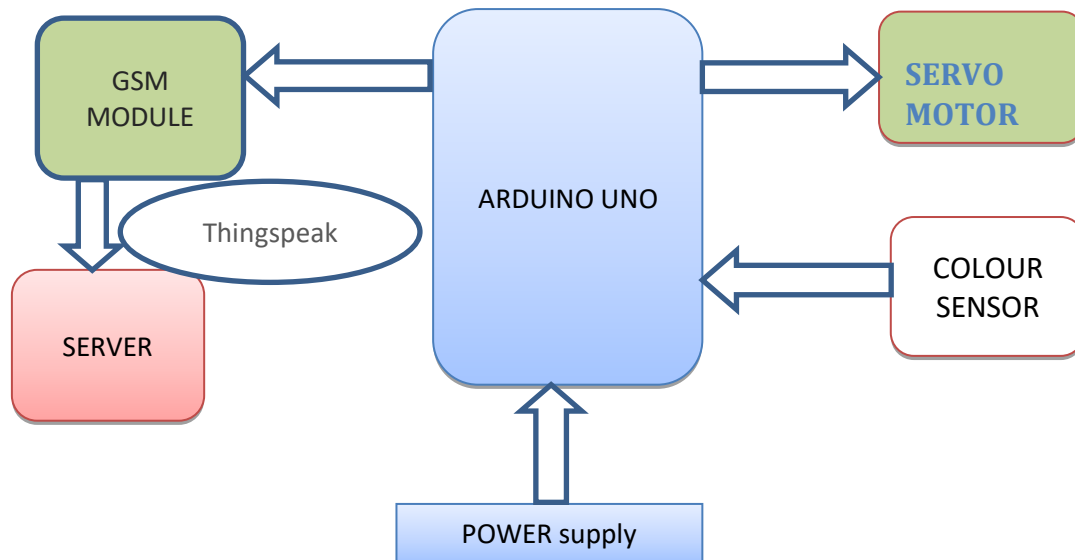 GSM
MODULE
SERVO
MOTOR
ARDUINO UNO
Thingspeak
COLOUR
SENSOR
SERVER
POWER supply